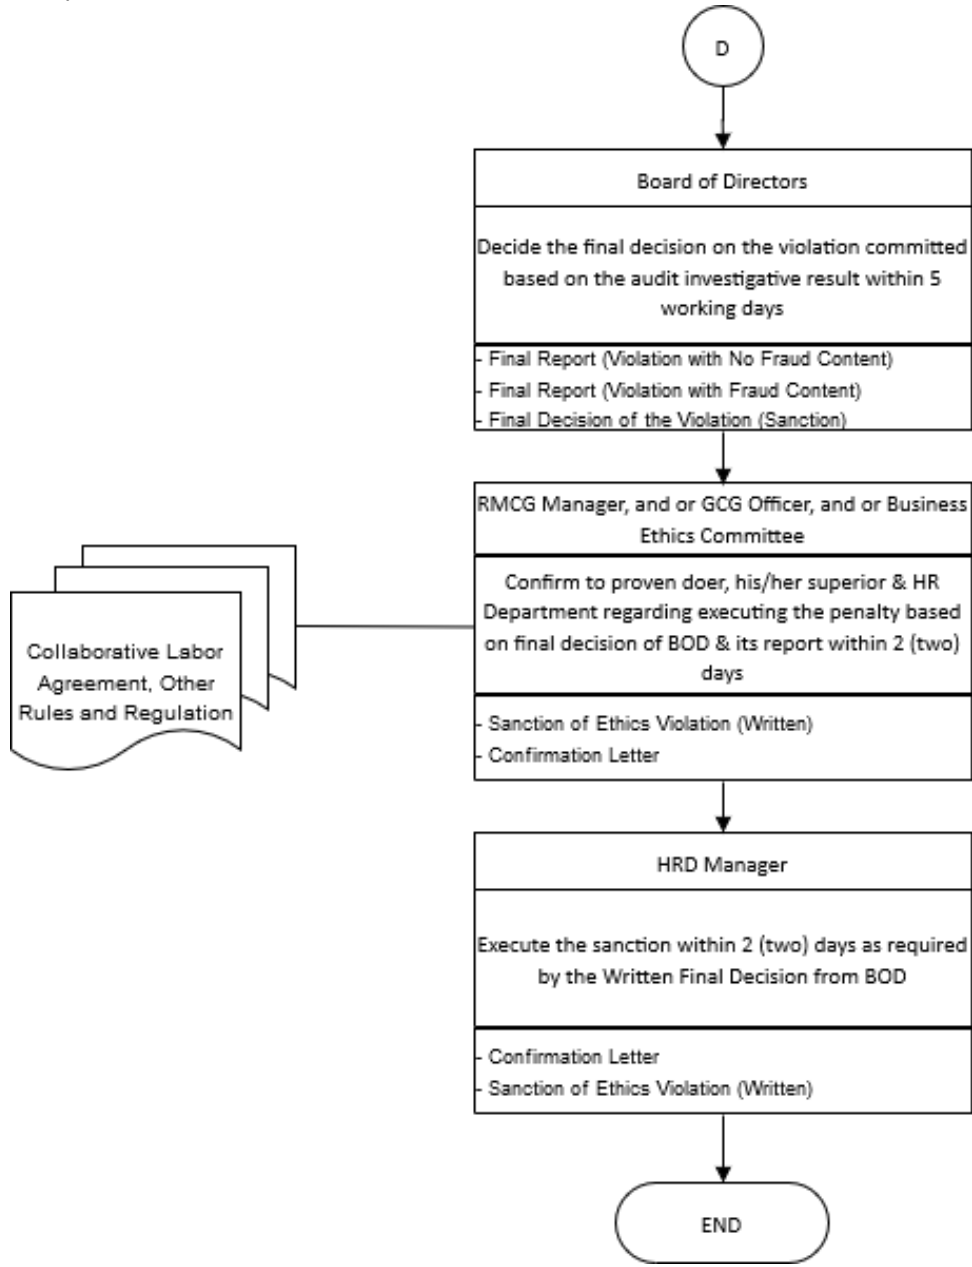 D
Board of Directors
Decide the final decision on the violation committed
based on the audit investigative result within 5
working days
- Final Report (Violation with No Fraud Content)
- Final Report (Violation with Fraud Content)
- Final Decision of the Violation (Sanction)
RMCG Manager, and or GCG Officer, and or Business
Ethics Committee
Confirm to proven doer, his/her superior & HR
Department regarding executing the penalty based
on final decision of BOD & its report within 2 (two)
days
- Sanction of Ethics Violation (Written)
- Confirmation Letter
Collaborative Labor
Agreement, Other
Rules and Regulation
HRD Manager
Execute the sanction within 2 (two) days as required
by the Written Final Decision from BOD
- Confirmation Letter
- Sanction of Ethics Violation (Written)
END